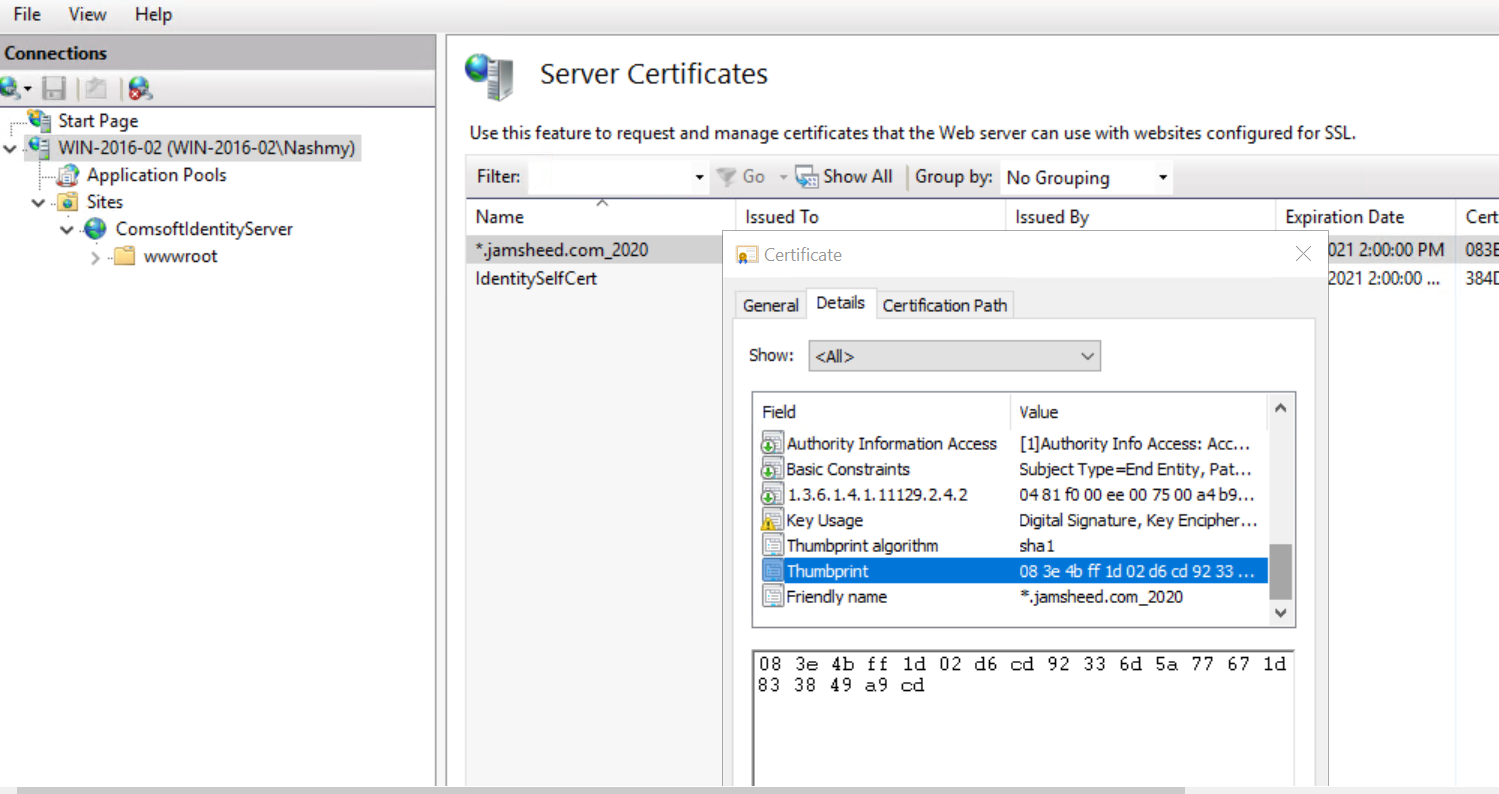 File View Help
Connections
Start Page
WIN-2016-02 (WIN-2016-02\Nashmy)
Application Pools
Sites
ComsoftIdentityServer
wwwroot
Server Certificates
Use this feature to request and manage certificates that the Web server can use with websites configured for SSL.
Filter: Go Show All Group by: No Grouping
Name Issued To Issued By Expiration Date Cert
*.jamsheed.com_2020 021 2:00:00 PM 083E
IdentitySelfCert 2021 2:00:00 ... 384D
Certificate
General Details Certification Path
Show: <All>
Field Value
Authority Information Access [1]Authority Info Access: Acc...
Basic Constraints Subject Type=End Entity, Pat...
1.3.6.1.4.1.11129.2.4.2 04 81 f0 00 ee 00 75 00 a4 b9...
Key Usage Digital Signature, Key Encipher...
Thumbprint algorithm sha1
Thumbprint 08 3e 4b ff 1d 02 d6 cd 92 33 ...
Friendly name *.jamsheed.com_2020
08 3e 4b ff 1d 02 d6 cd 92 33 6d 5a 77 67 1d
83 38 49 a9 cd